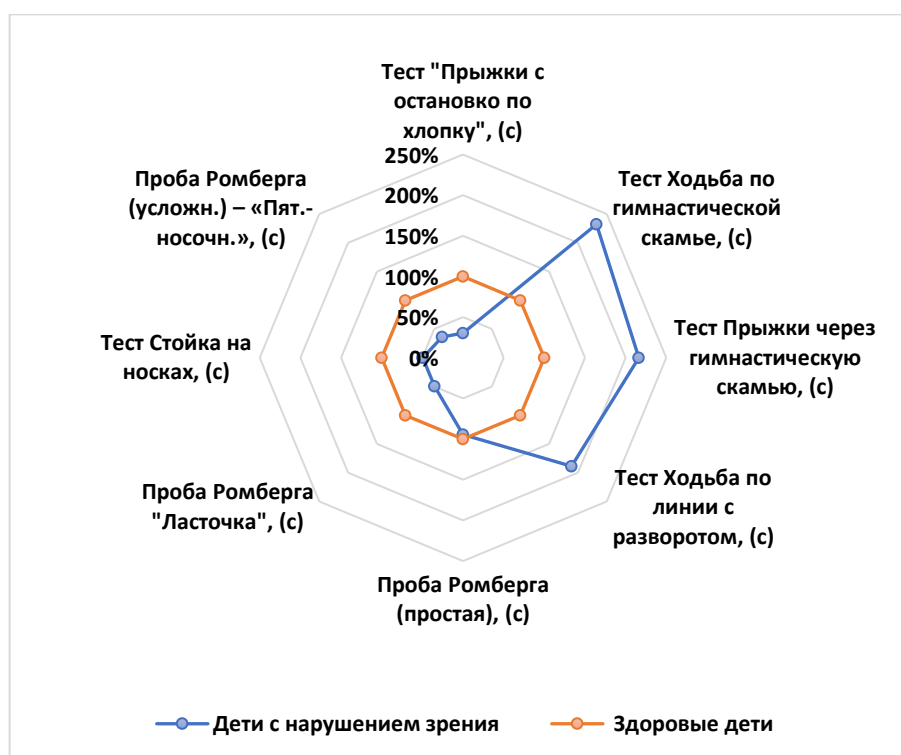 Тест "Прыжки с
остановко по
хлопку", (с)
250%
200%
150%
100%
50%
0%
Тест Ходьба по
гимнастической
скамье, (с)
Тест Прыжки через
гимнастическую
скамью, (с)
Тест Ходьба по
линии с
разворотом, (с)
Проба Ромберга
(простая), (с)
Проба Ромберга
"Ласточка", (с)
Тест Стойка на
носках, (с)
Проба Ромберга
(усложн.) – «Пят.-
носочн.», (с)
Дети с нарушением зрения
Здоровые дети